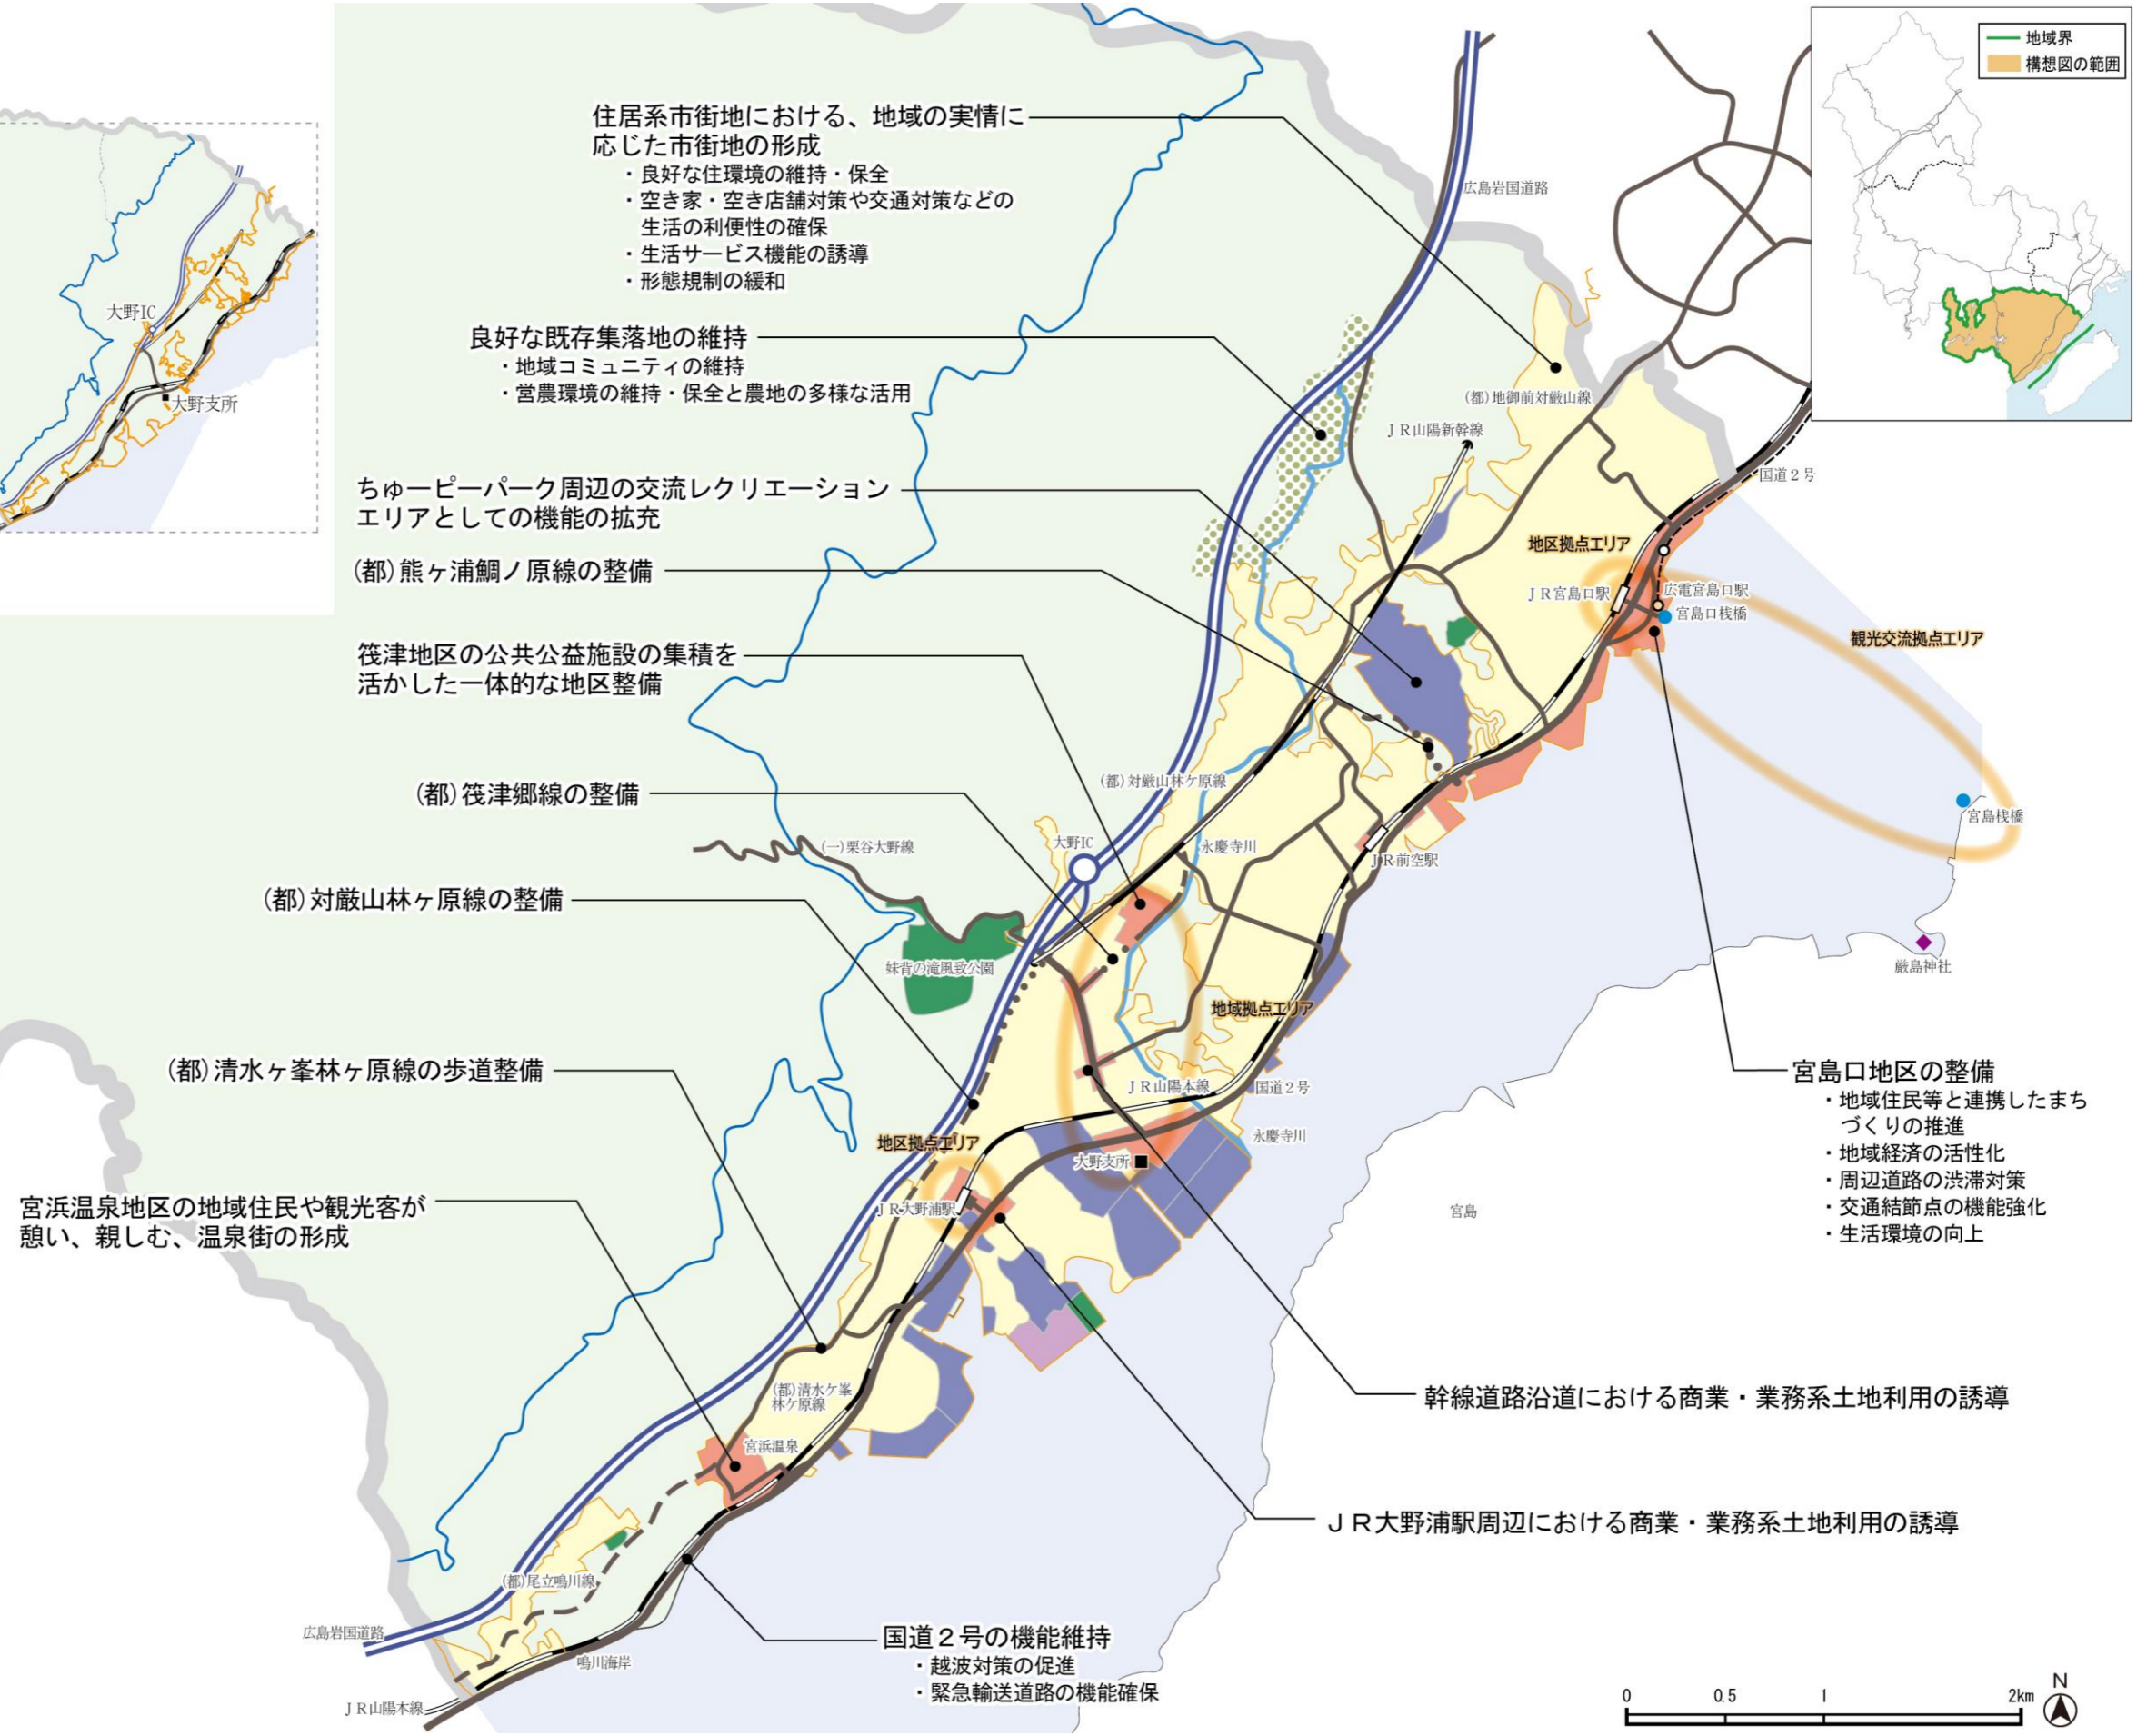 地域界
構想図の範囲
大野IC
大野支所
住居系市街地における、地域の実情に
応じた市街地の形成
・良好な住環境の維持・保全
・空き家・空き店舗対策や交通対策などの
生活の利便性の確保
・生活サービス機能の誘導
・形態規制の緩和
広島岩国道路
良好な既存集落地の維持
・地域コミュニティの維持
・営農環境の維持・保全と農地の多様な活用
(都)地御前対厳山線
JR山陽新幹線
国道2号
ちゅーピーパーク周辺の交流レクリエーション
エリアとしての機能の拡充
地区拠点エリア
(都)熊ヶ浦鯛ノ原線の整備
JR宮島口駅
広電宮島口駅
宮島口桟橋
観光交流拠点エリア
筏津地区の公共公益施設の集積を
活かした一体的な地区整備
(都)対厳山林ケ原線
(都)筏津郷線の整備
宮島桟橋
(一)栗谷大野線
大野IC
永慶寺川
JR前空駅
(都)対厳山林ヶ原線の整備
妹背の滝風致公園
厳島神社
地域拠点エリア
(都)清水ヶ峯林ヶ原線の歩道整備
JR山陽本線
国道2号
宮島口地区の整備
・地域住民等と連携したまち
づくりの推進
・地域経済の活性化
・周辺道路の渋滞対策
・交通結節点の機能強化
・生活環境の向上
永慶寺川
地区拠点エリア
大野支所
宮浜温泉地区の地域住民や観光客が
憩い、親しむ、温泉街の形成
JR大野浦駅
宮島
(都)清水ケ峯
林ケ原線
幹線道路沿道における商業・業務系土地利用の誘導
宮浜温泉
JR大野浦駅周辺における商業・業務系土地利用の誘導
(都)尾立鳴川線
広島岩国道路
鳴川海岸
国道2号の機能維持
・越波対策の促進
・緊急輸送道路の機能確保
JR山陽本線
0 0.5 1 2km
N